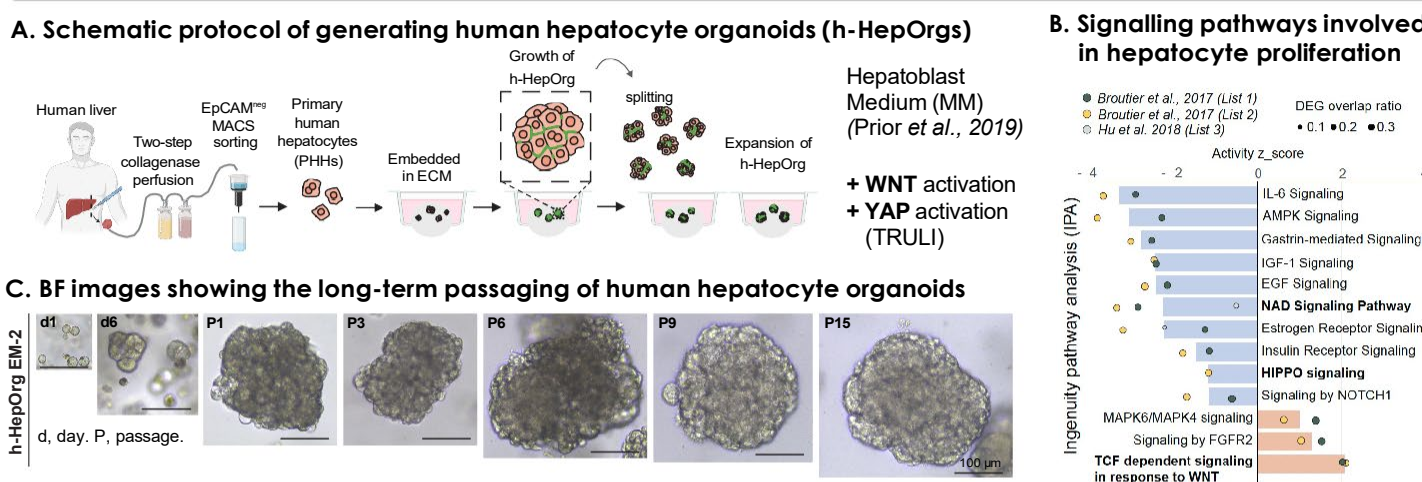 A. Schematic protocol of generating human hepatocyte organoids (h-HepOrgs)
Human liver
Two-step
collagenase
perfusion
EpCAMneg
MACS
sorting
Primary
human
hepatocytes
(PHHs)
Embedded
in ECM
Growth of
h-HepOrg
splitting
Expansion of
h-HepOrg
Hepatoblast
Medium (MM)
(Prior et al., 2019)
+ WNT activation
+ YAP activation
(TRULI)
B. Signalling pathways involved
in hepatocyte proliferation
Broutier et al., 2017 (List 1)
Broutier et al., 2017 (List 2)
Hu et al. 2018 (List 3)
DEG overlap ratio
0.1 0.2 0.3
Activity z_score
- 4 - 2 0 2
Ingenuity pathway analysis (IPA)
IL-6 Signaling
AMPK Signaling
Gastrin-mediated Signaling
IGF-1 Signaling
EGF Signaling
NAD Signaling Pathway
Estrogen Receptor Signalin
Insulin Receptor Signaling
HIPPO signaling
Signaling by NOTCH1
MAPK6/MAPK4 signaling
Signaling by FGFR2
TCF dependent signaling
in response to WNT
C. BF images showing the long-term passaging of human hepatocyte organoids
h-HepOrg EM-2
d1
d6
P1
P3
P6
P9
P15
d, day. P, passage.
100 µm